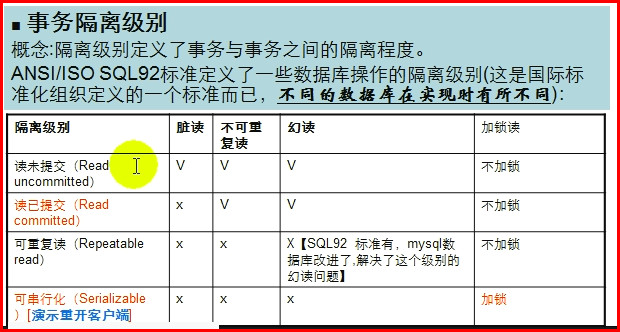 ■ 事务隔离级别
概念:隔离级别定义了事务与事务之间的隔离程度。
ANSI/ISO SQL92标准定义了一些数据库操作的隔离级别(这是国际标
准化组织定义的一个标准而已，不同的数据库在实现时有所不同):
隔离级别 脏读 不可重 幻读 加锁读
复读
读未提交（Read V V V 不加锁
uncommitted）
读已提交（Read x V V 不加锁
committed）
可重复读（Repeatable x x X【SQL92 标准有，mysql数 不加锁
read） 据库改进了,解决了这个级别的
幻读问题】
可串行化（Serializable x x x 加锁
）[演示重开客户端]